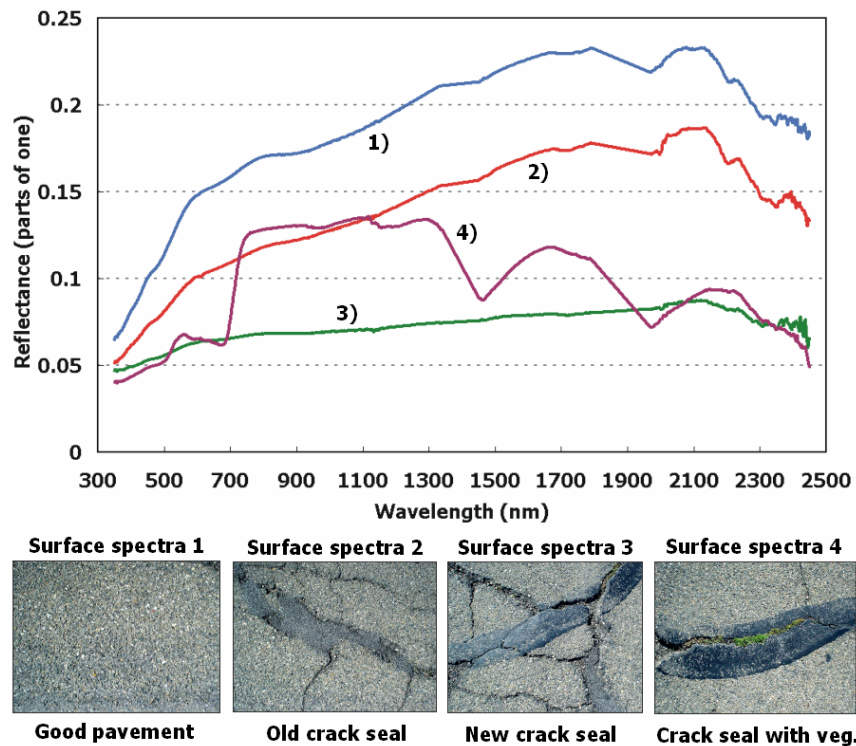 0.25
0.2
0.15
0.1
0.05
0
Reflectance (parts of one)
1)
2)
4)
3)
300 500 700 900 1100 1300 1500 1700 1900 2100 2300 2500
Wavelength (nm)
Surface spectra 1 Surface spectra 2 Surface spectra 3 Surface spectra 4
Good pavement Old crack seal New crack seal Crack seal with veg.